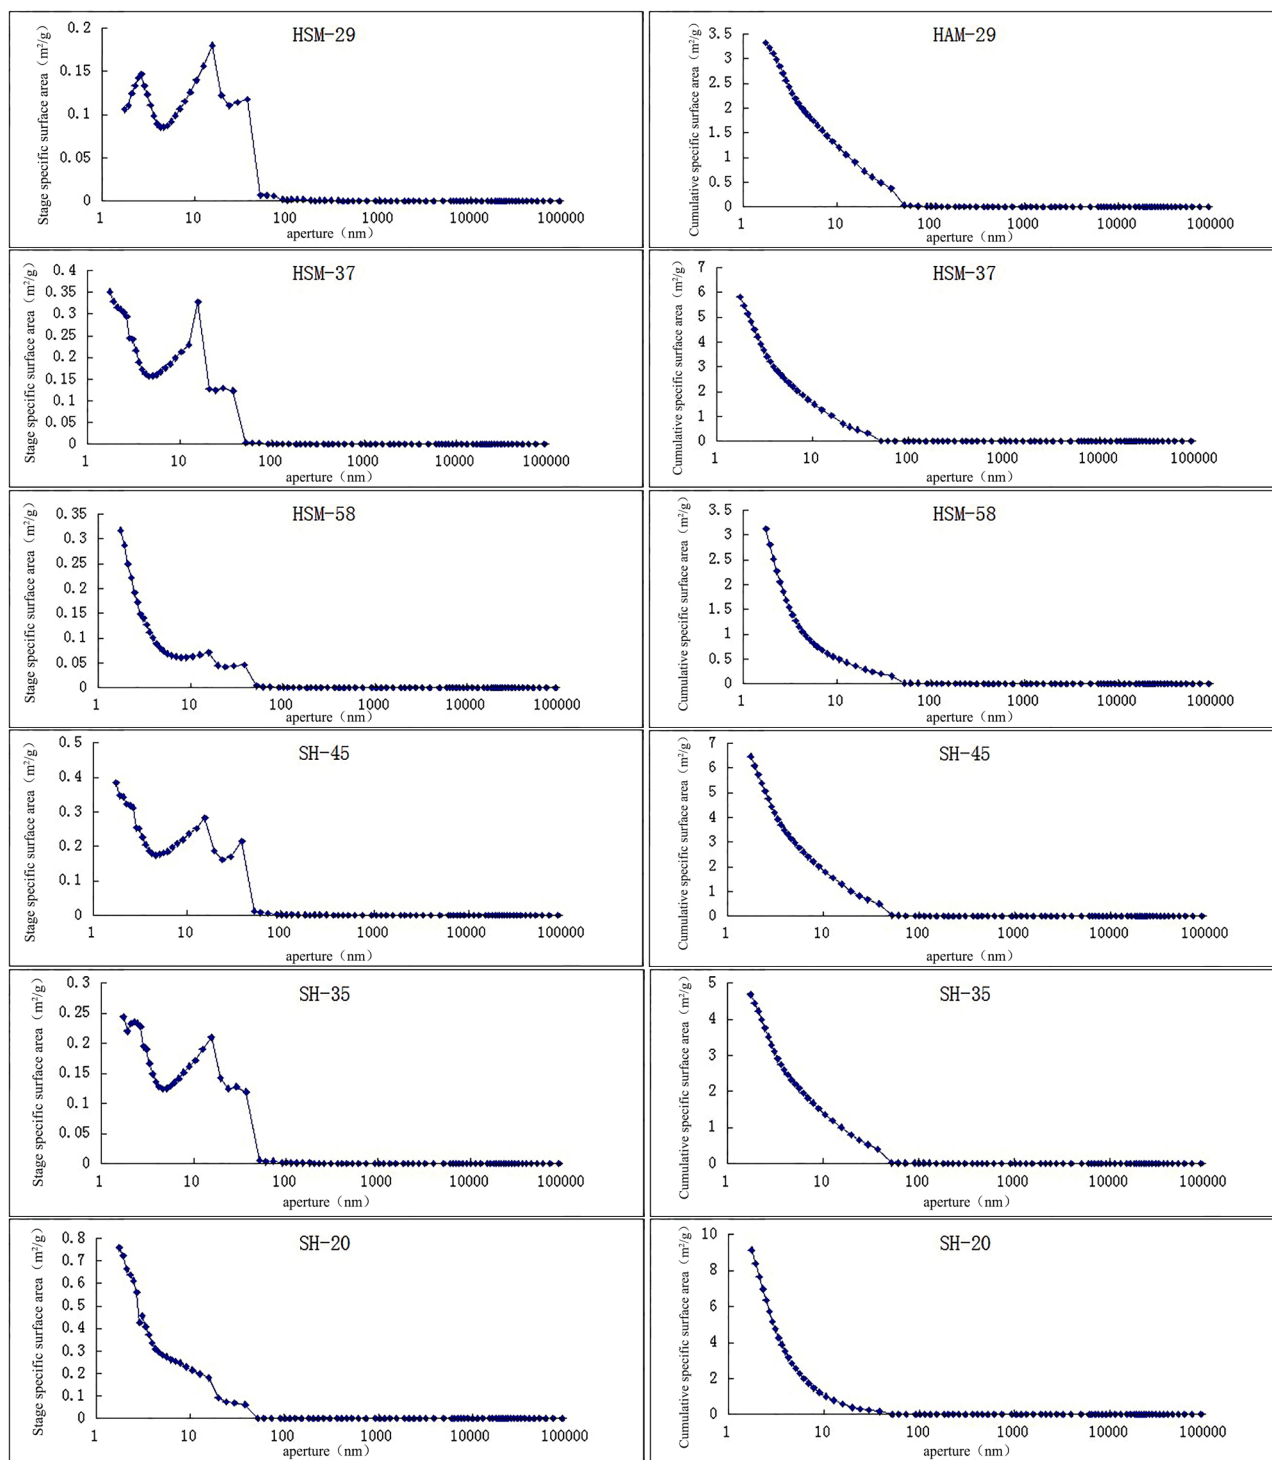 HSM-29
Stage specific surface area (m²/g)
0.2
0.15
0.1
0.05
0
1 10 100 1000 10000 100000
aperture (nm)
HAM-29
Cumulative specific surface area (m²/g)
3.5
3
2.5
2
1.5
1
0.5
0
1 10 100 1000 10000 100000
aperture (nm)
HSM-37
Stage specific surface area (m²/g)
0.4
0.35
0.3
0.25
0.2
0.15
0.1
0.05
0
1 10 100 1000 10000 100000
aperture (nm)
HSM-37
Cumulative specific surface area (m²/g)
7
6
5
4
3
2
1
0
1 10 100 1000 10000 100000
aperture (nm)
HSM-58
Stage specific surface area (m²/g)
0.35
0.3
0.25
0.2
0.15
0.1
0.05
0
1 10 100 1000 10000 100000
aperture (nm)
HSM-58
Cumulative specific surface area (m²/g)
3.5
3
2.5
2
1.5
1
0.5
0
1 10 100 1000 10000 100000
aperture (nm)
SH-45
Stage specific surface area (m²/g)
0.5
0.4
0.3
0.2
0.1
0
1 10 100 1000 10000 100000
aperture (nm)
SH-45
Cumulative specific surface area (m²/g)
7
6
5
4
3
2
1
0
1 10 100 1000 10000 100000
aperture (nm)
SH-35
Stage specific surface area (m²/g)
0.3
0.25
0.2
0.15
0.1
0.05
0
1 10 100 1000 10000 100000
aperture (nm)
SH-35
Cumulative specific surface area (m²/g)
5
4
3
2
1
0
1 10 100 1000 10000 100000
aperture (nm)
SH-20
Stage specific surface area (m²/g)
0.8
0.7
0.6
0.5
0.4
0.3
0.2
0.1
0
1 10 100 1000 10000 100000
aperture (nm)
SH-20
Cumulative specific surface area (m²/g)
10
8
6
4
2
0
1 10 100 1000 10000 100000
aperture (nm)